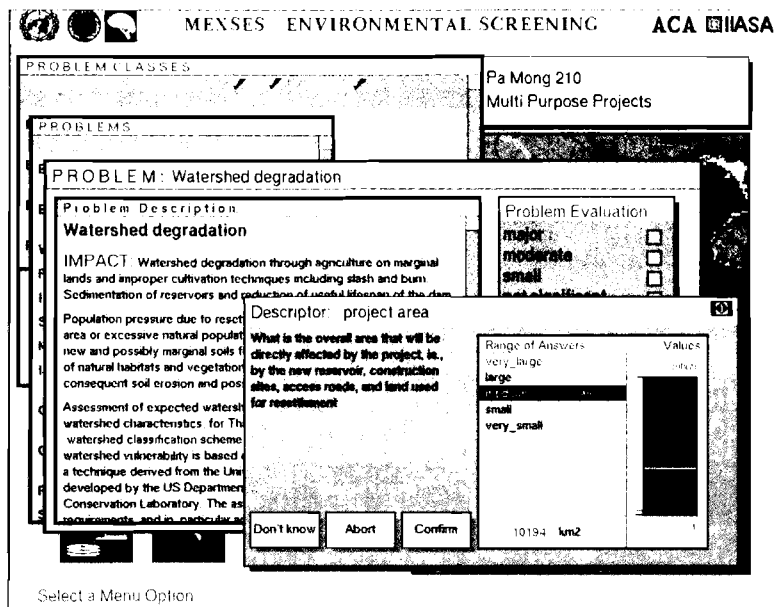 MEXSES ENVIRONMENTAL SCREENING
ACA IIASA
PROBLEM CLASSES
Pa Mong 210
Multi Purpose Projects
PROBLEMS
PROBLEM: Watershed degradation
Problem Description
Watershed degradation
IMPACT: Watershed degradation through agriculture on marginal
lands and improper cultivation techniques including slash and burn.
Sedimentation of reservoirs and reduction of useful lifespan of the dam.
Population pressure due to resett
area or excessive natural populat
new and possibly marginal soils f
of natural habitats and vegetation
consequent soil erosion and pos
Assessment of expected watersh
watershed characteristics. for Th
watershed classification scheme
watershed vulnerability is based
a technique derived from the Uni
developed by the US Departmen
Conservation Laboratory. The as
requirements, and in particular
Problem Evaluation
major
moderate
small
not significant
Descriptor: project area
What is the overall area that will be
directly affected by the project, ie.,
by the new reservoir, construction
sites, access roads, and land used
for resettlement
Range of Answers
Values
very_large
large
small
very_small
10194 km2
Don't know
Abort
Confirm
Select a Menu Option